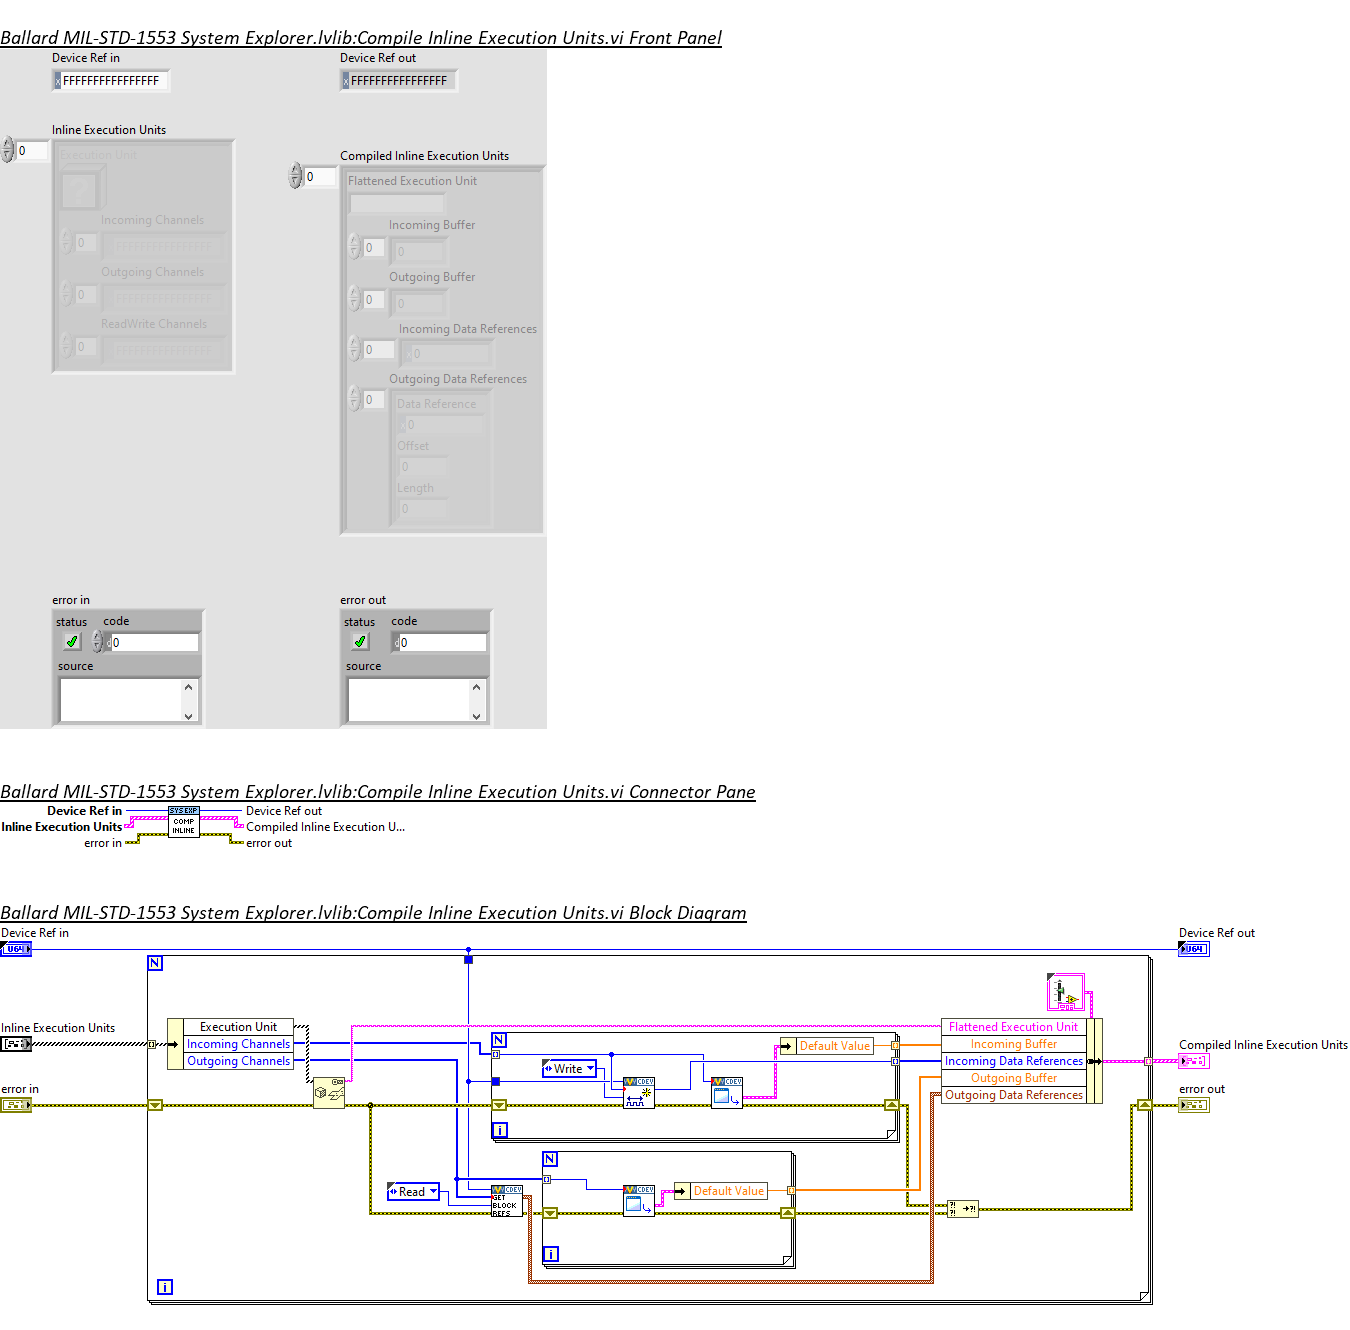 Ballard MIL-STD-1553 System Explorer.lvlib:Compile Inline Execution Units.vi Front Panel
Device Ref in
Device Ref out
x FFFFFFFFFFFFFFFF
x FFFFFFFFFFFFFFFF
Inline Execution Units
0
Execution Unit
?
Incoming Channels
0
FFFFFFFFFFFFFFFF
Outgoing Channels
0
FFFFFFFFFFFFFFFF
ReadWrite Channels
0
FFFFFFFFFFFFFFFF
Compiled Inline Execution Units
0
Flattened Execution Unit
Incoming Buffer
0
0
Outgoing Buffer
0
0
Incoming Data References
0
x 0
Outgoing Data References
0
Data Reference
x 0
Offset
0
Length
0
error in
status code
d 0
source
error out
status code
d 0
source
Ballard MIL-STD-1553 System Explorer.lvlib:Compile Inline Execution Units.vi Connector Pane
Device Ref in
SYS EXP
COMP
INLINE
Device Ref out
Inline Execution Units
Compiled Inline Execution U...
error in
error out
Ballard MIL-STD-1553 System Explorer.lvlib:Compile Inline Execution Units.vi Block Diagram
Device Ref in
U64
Device Ref out
U64
N
Inline Execution Units
Execution Unit
Incoming Channels
Outgoing Channels
error in
N
Write
CDEV
CDEV
Default Value
i
Flattened Execution Unit
Incoming Buffer
Incoming Data References
Outgoing Buffer
Outgoing Data References
Compiled Inline Execution Units
error out
Read
CDEV
GET
BLOCK
REFS
N
CDEV
Default Value
i
?!
?!
?!
i